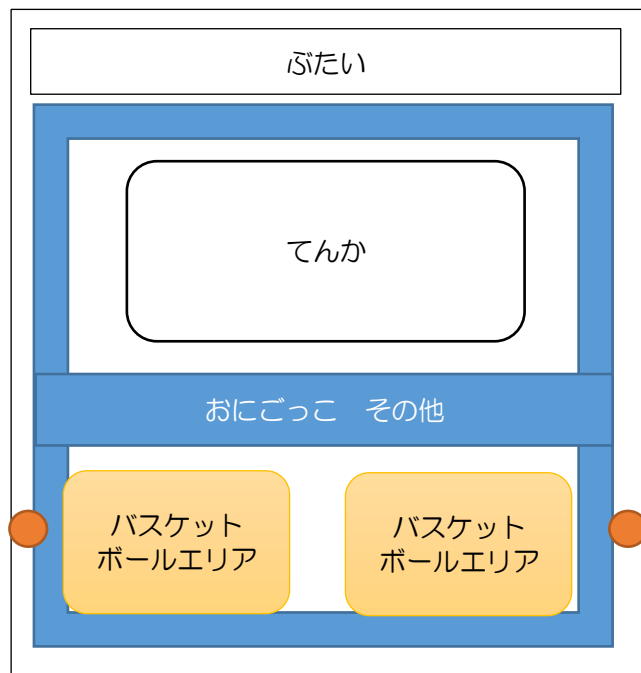 ぶたい
てんか
おにごっこ　その他
バスケット
ボールエリア
バスケット
ボールエリア